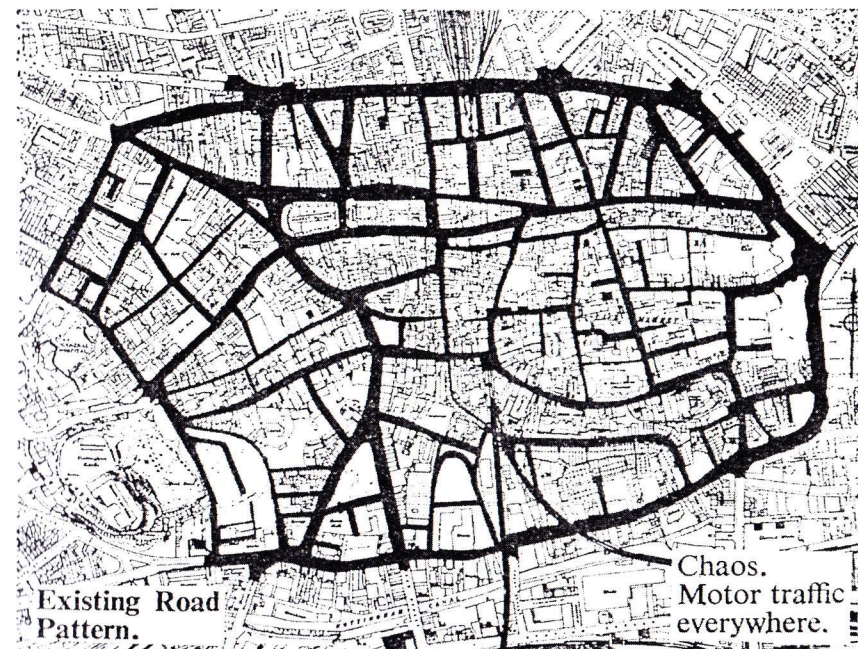 Existing Road
Pattern.
Chaos.
Motor traffic
everywhere.